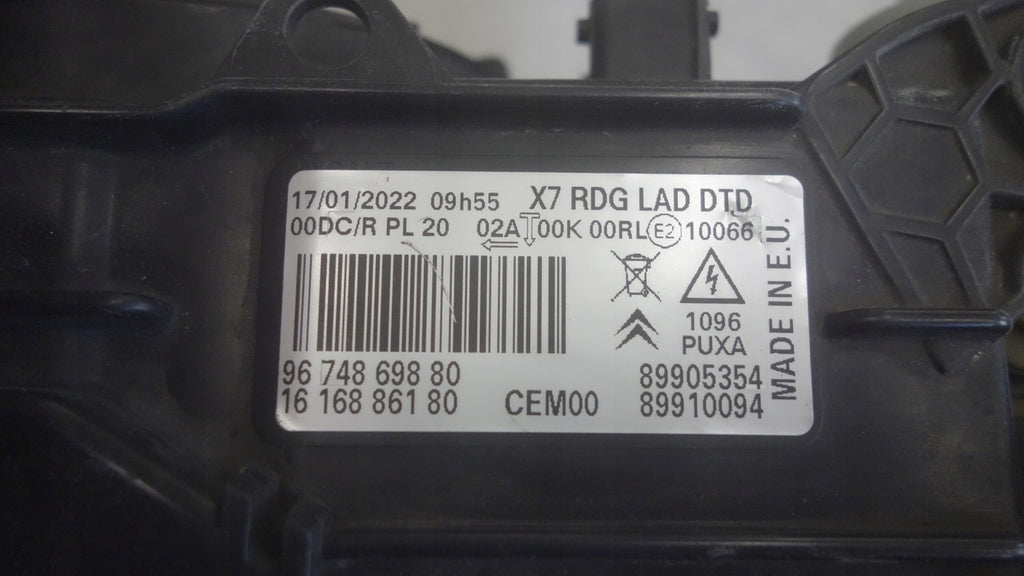 17/01/2022 09h55 X7 RDG LAD DTD
00DC/R PL 20 02A 00K 00RL E2 10066
1096
PUXA
MADE IN E.U.
96 748 698 80 89905354
16 168 861 80 CEM00 89910094